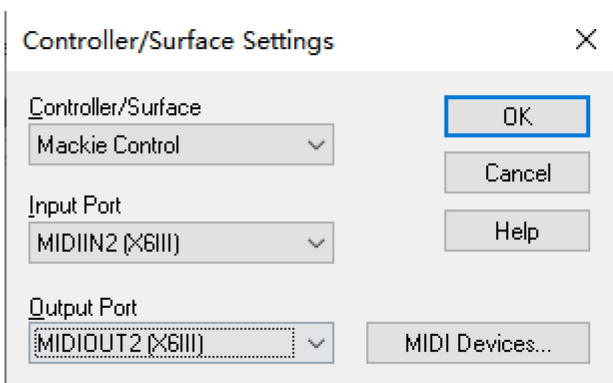 Controller/Surface Settings
Controller/Surface
Mackie Control
OK
Cancel
Input Port
MIDIIN2 (X6III)
Help
Output Port
MIDIOUT2 (X6III)
MIDI Devices...